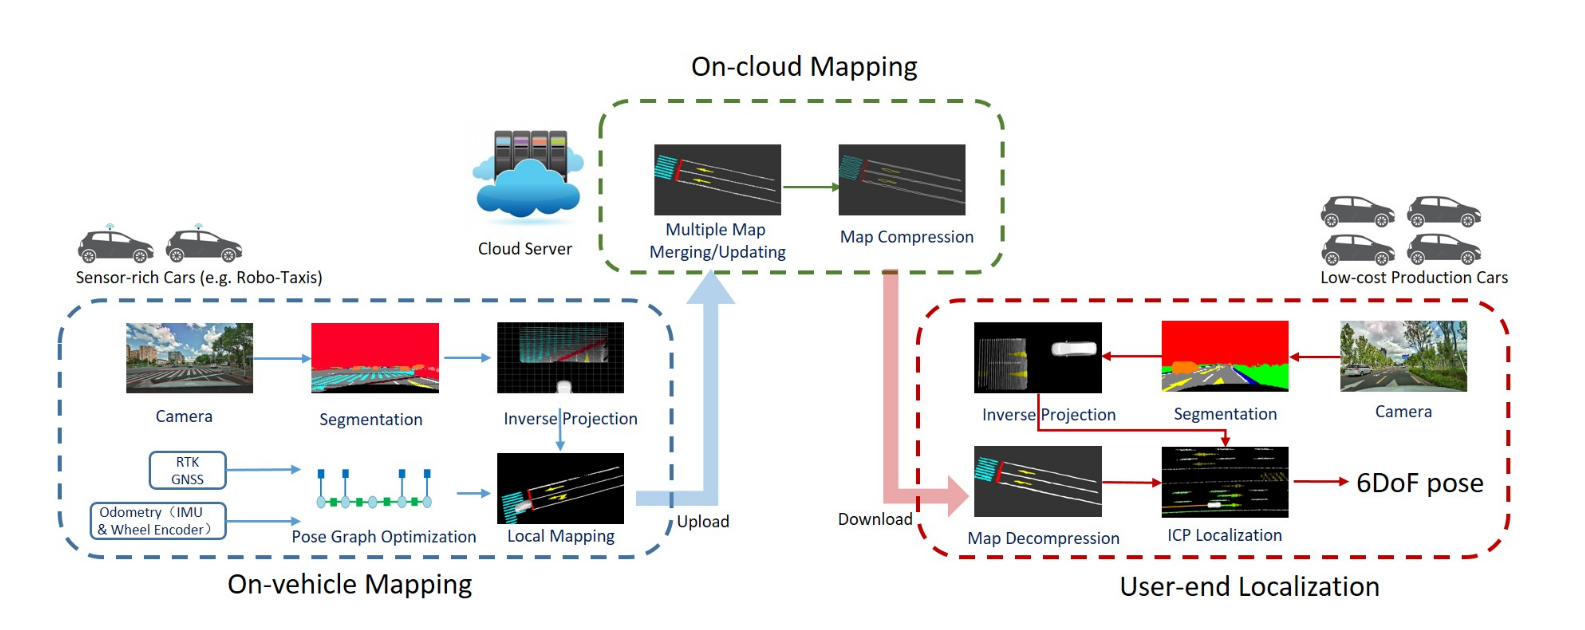 On-cloud Mapping
Cloud Server
Multiple Map
Merging/Updating
Map Compression
Sensor-rich Cars (e.g. Robo-Taxis)
Low-cost Production Cars
Camera
Segmentation
Inverse Projection
RTK
GNSS
Odometry（IMU
& Wheel Encoder）
Pose Graph Optimization
Local Mapping
Upload
On-vehicle Mapping
Download
Inverse Projection
Segmentation
Camera
Map Decompression
ICP Localization
6DoF pose
User-end Localization